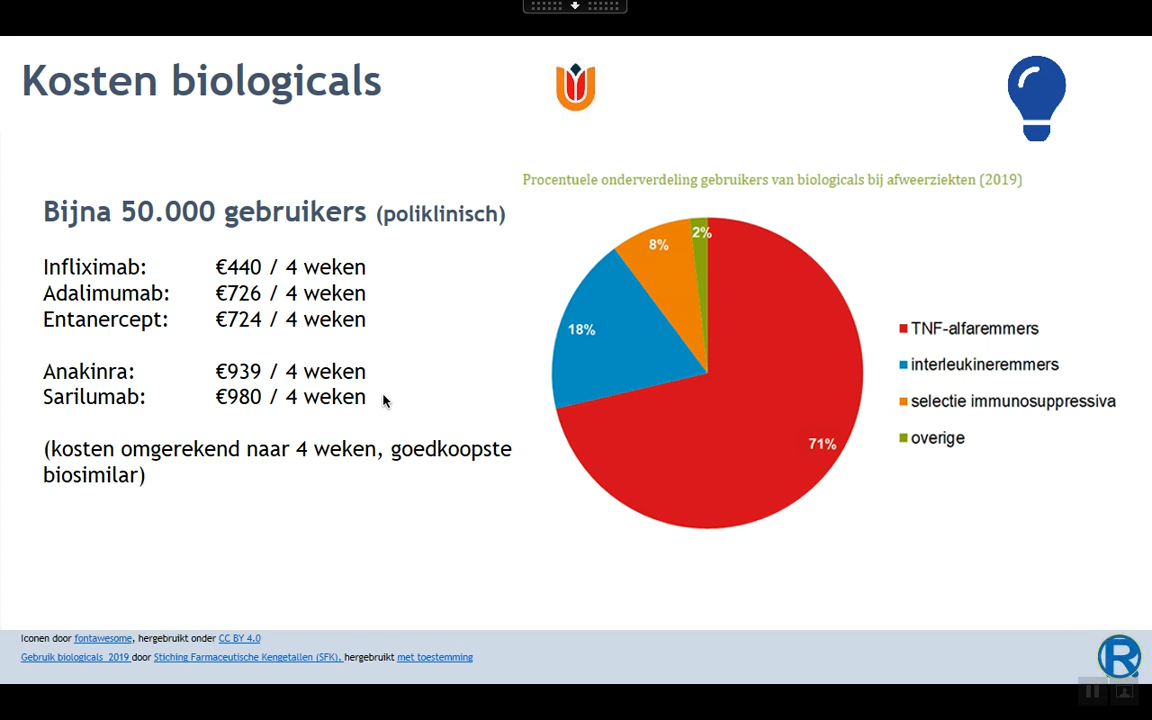 Kosten biologicals
Procentuele onderverdeling gebruikers van biologicals bij afweerziekten (2019)
Bijna 50.000 gebruikers (poliklinisch)
Infliximab: €440 / 4 weken
Adalimumab: €726 / 4 weken
Entanercept: €724 / 4 weken
Anakinra: €939 / 4 weken
Sarilumab: €980 / 4 weken
(kosten omgerekend naar 4 weken, goedkoopste
biosimilar)
2%
8%
18%
71%
TNF-alfaremmers
interleukineremmers
selectie immunosuppressiva
overige
Iconen door fontawesome, hergebruikt onder CC BY 4.0
Gebruik biologicals 2019 door Stiching Farmaceutische Kengetallen (SFK), hergebruikt met toestemming
R